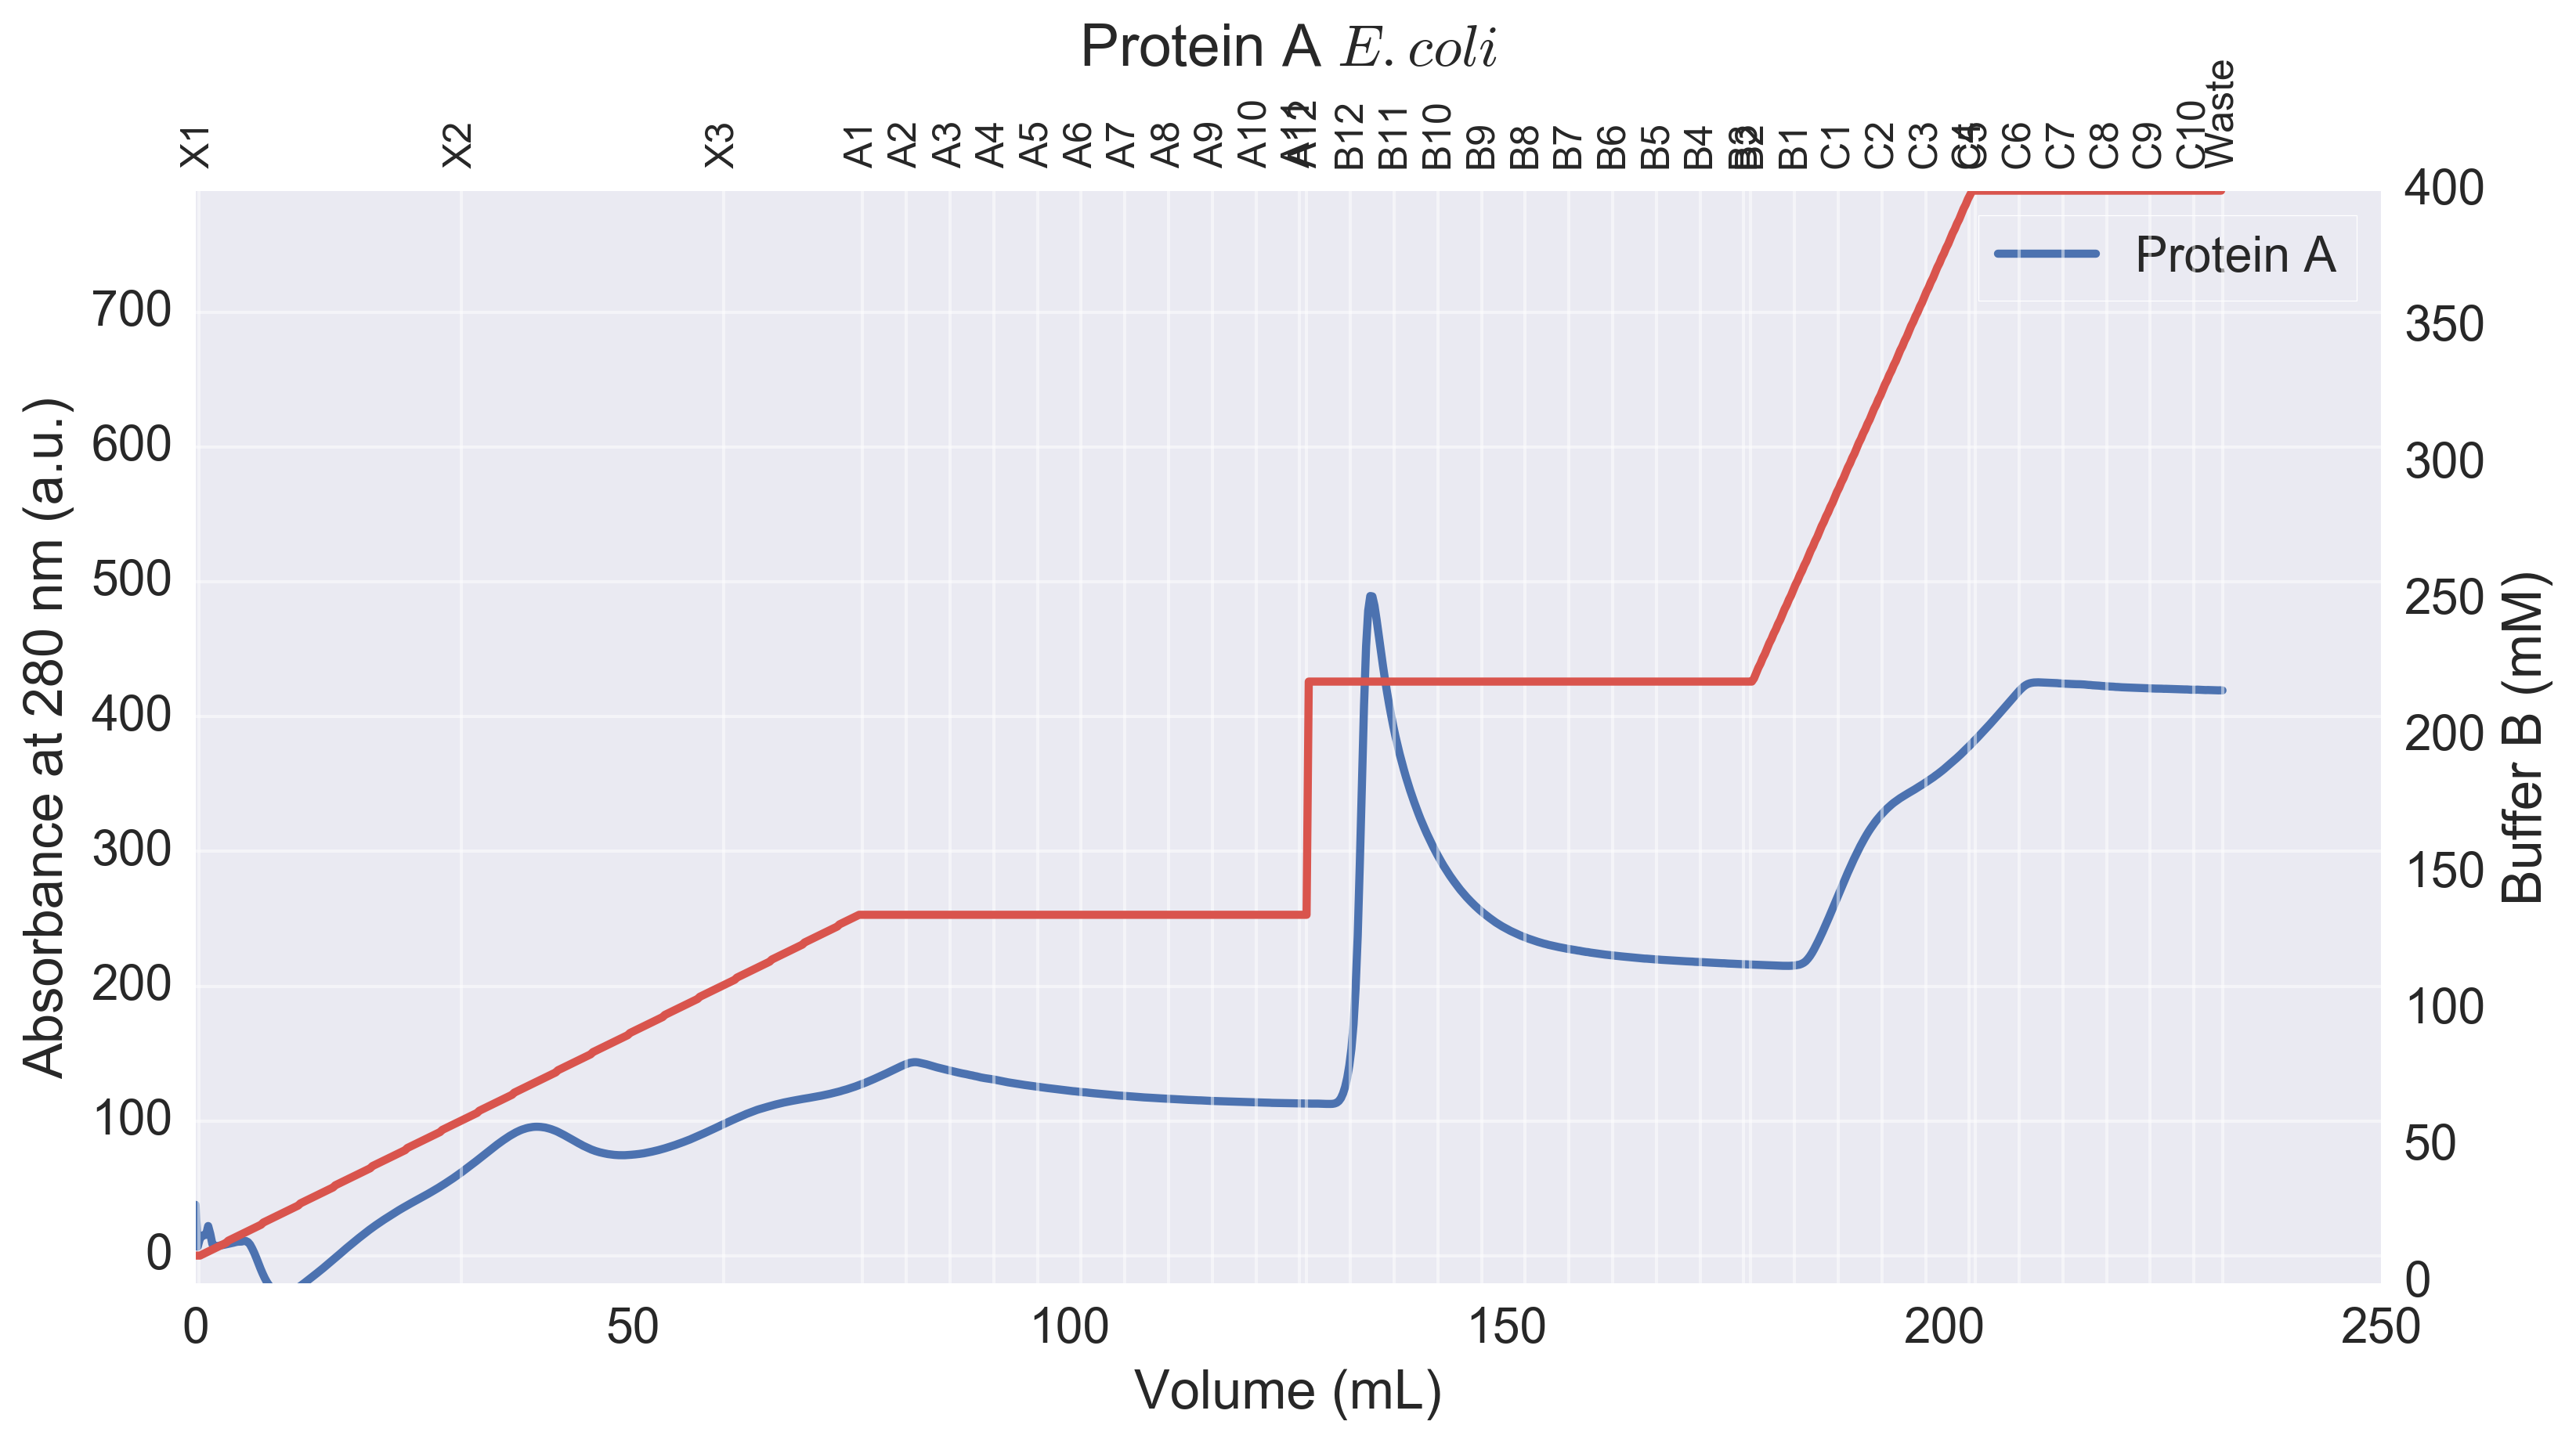 Protein A E.coli
X1 X2 X3 A1 A2 A3 A4 A5 A6 A7 A8 A9 A10 A12 B12 B11 B10 B9 B8 B7 B6 B5 B4 B2 B1 C1 C2 C3 C5 C6 C7 C8 C9 C10 Waste
Protein A
Absorbance at 280 nm (a.u.)
700
600
500
400
300
200
100
0
400
350
300
250
200
150
100
50
0
Buffer B (mM)
0 50 100 150 200 250
Volume (mL)